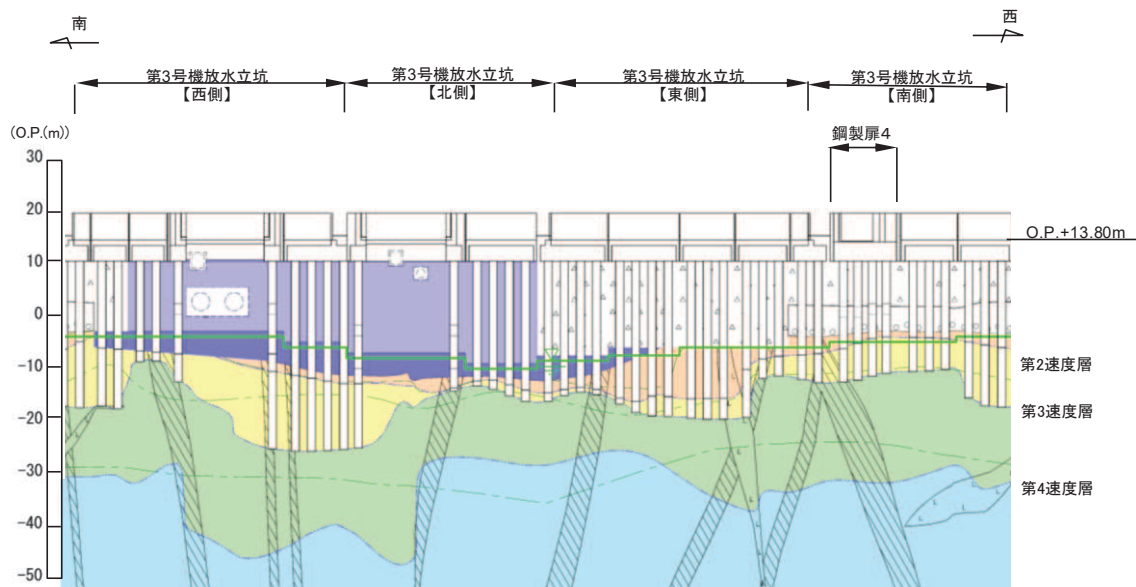 南
西
第3号機放水立坑
【西側】
第3号機放水立坑
【北側】
第3号機放水立坑
【東側】
第3号機放水立坑
【南側】
鋼製扉4
(O.P.(m))
30
20
O.P.+13.80m
10
0
-10
第2速度層
-20
第3速度層
-30
第4速度層
-40
-50